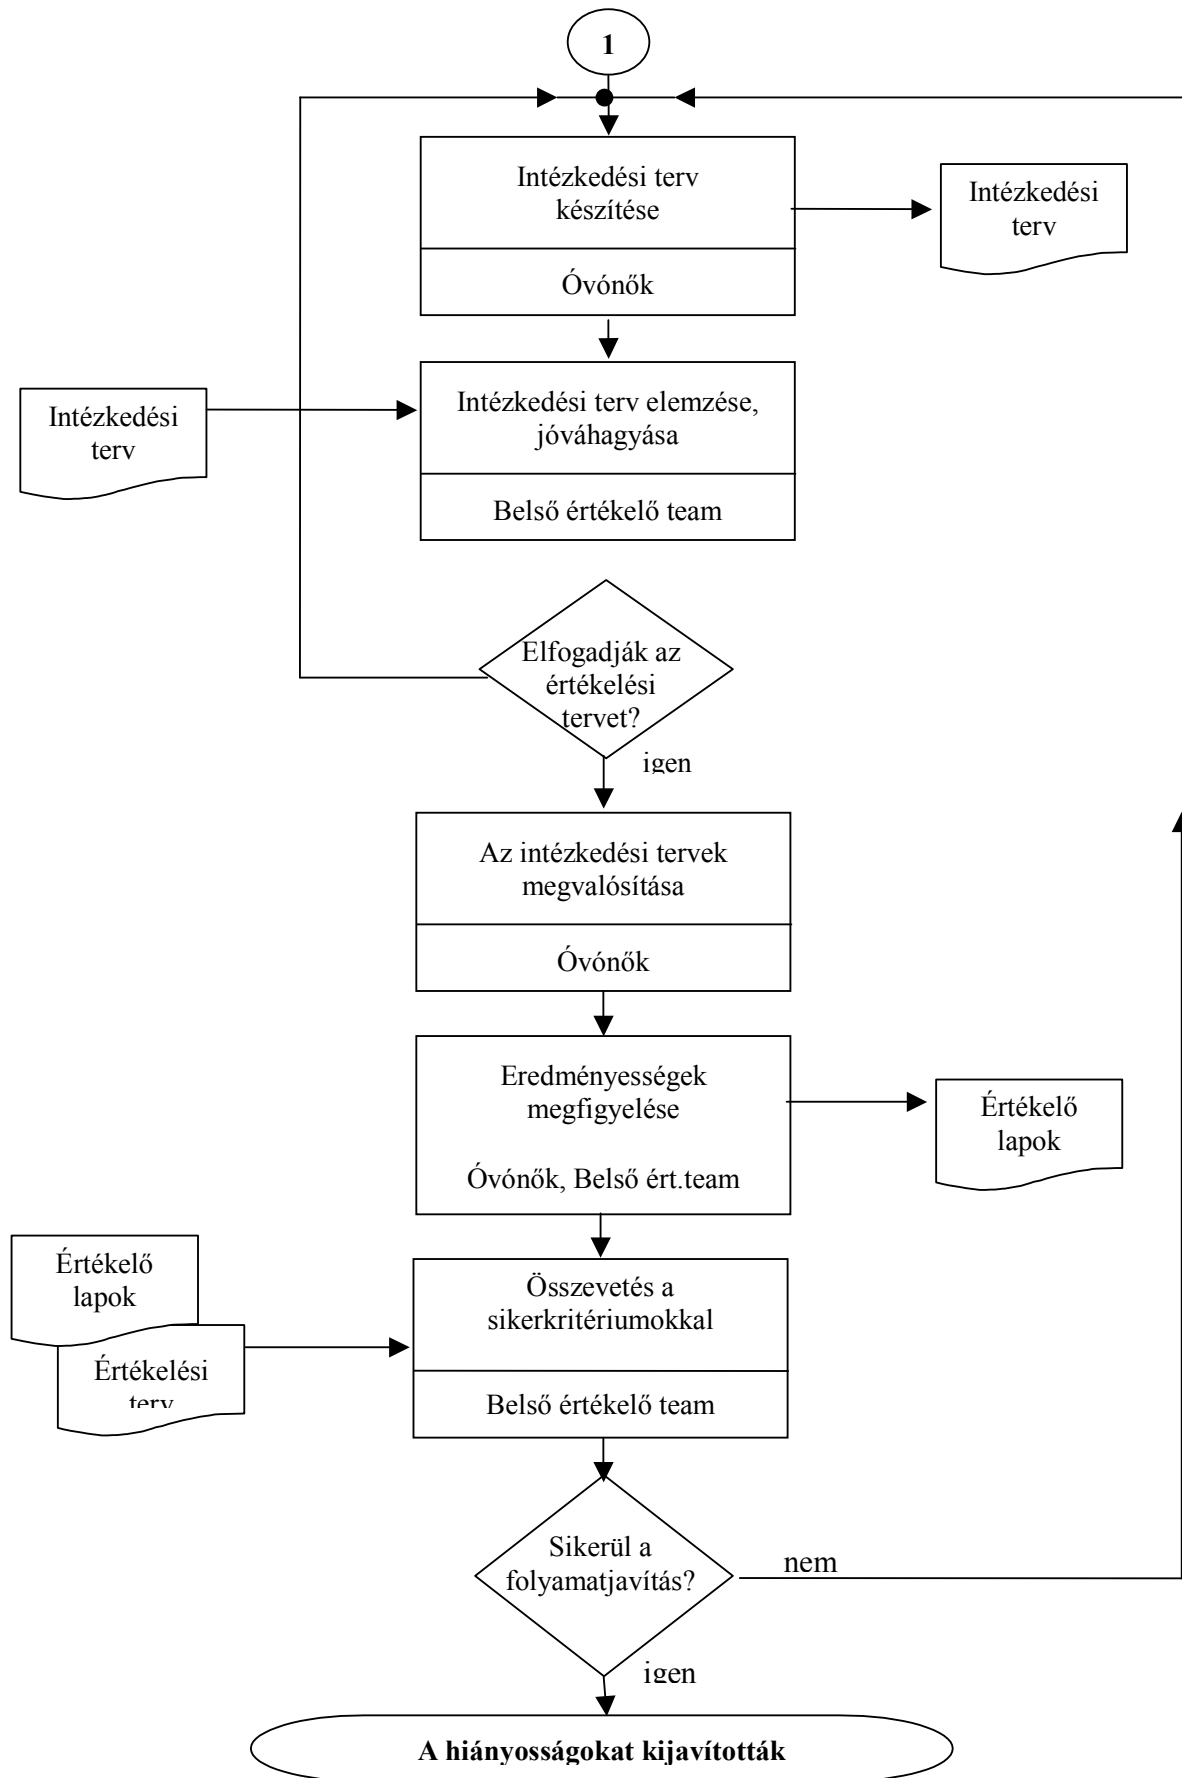 1
Intézkedési terv
készítése
Óvónők
Intézkedési
terv
Intézkedési terv elemzése,
jóváhagyása
Belső értékelő team
Intézkedési
terv
Elfogadják az
értékelési
tervet?
igen
Az intézkedési tervek
megvalósítása
Óvónők
Eredményességek
megfigyelése
Óvónők, Belső ért.team
Értékelő
lapok
Értékelő
lapok
Értékelési
terv
Összevetés a
sikerkritériumokkal
Belső értékelő team
Sikerül a
folyamatjavítás?
nem
igen
A hiányosságokat kijavították